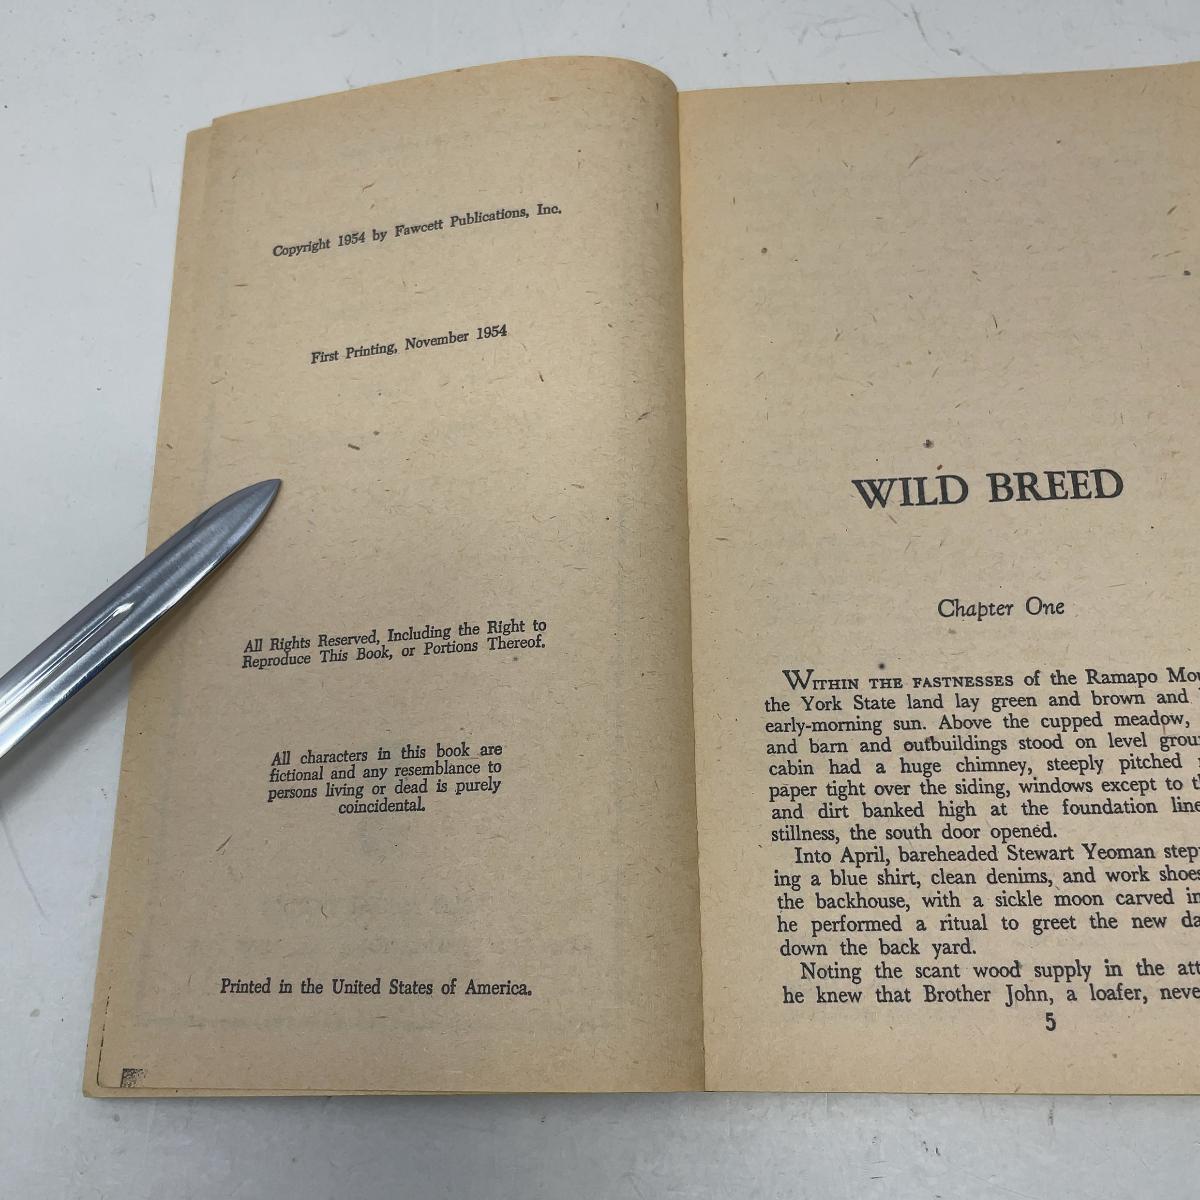 Copyright 1954 by Fawcett Publications, Inc.
First Printing, November 1954
All Rights Reserved, Including the Right to
Reproduce This Book, or Portions Thereof.
All characters in this book are
fictional and any resemblance to
persons living or dead is purely
coincidental.
Printed in the United States of America.
WILD BREED
Chapter One
WITHIN THE FASTNESSES of the Ramapo
the York State land lay green and brown and
early-morning sun. Above the cupped meadow,
and barn and outbuildings stood on level
cabin had a huge chimney, steeply pitched
paper tight over the siding, windows except to
and dirt banked high at the foundation
stillness, the south door opened.
Into April, bareheaded Stewart Yeoman
ing a blue shirt, clean denims, and work
the backhouse, with a sickle moon carved
he performed a ritual to greet the new
down the back yard.
Noting the scant wood supply in the
he knew that Brother John, a loafer,
5